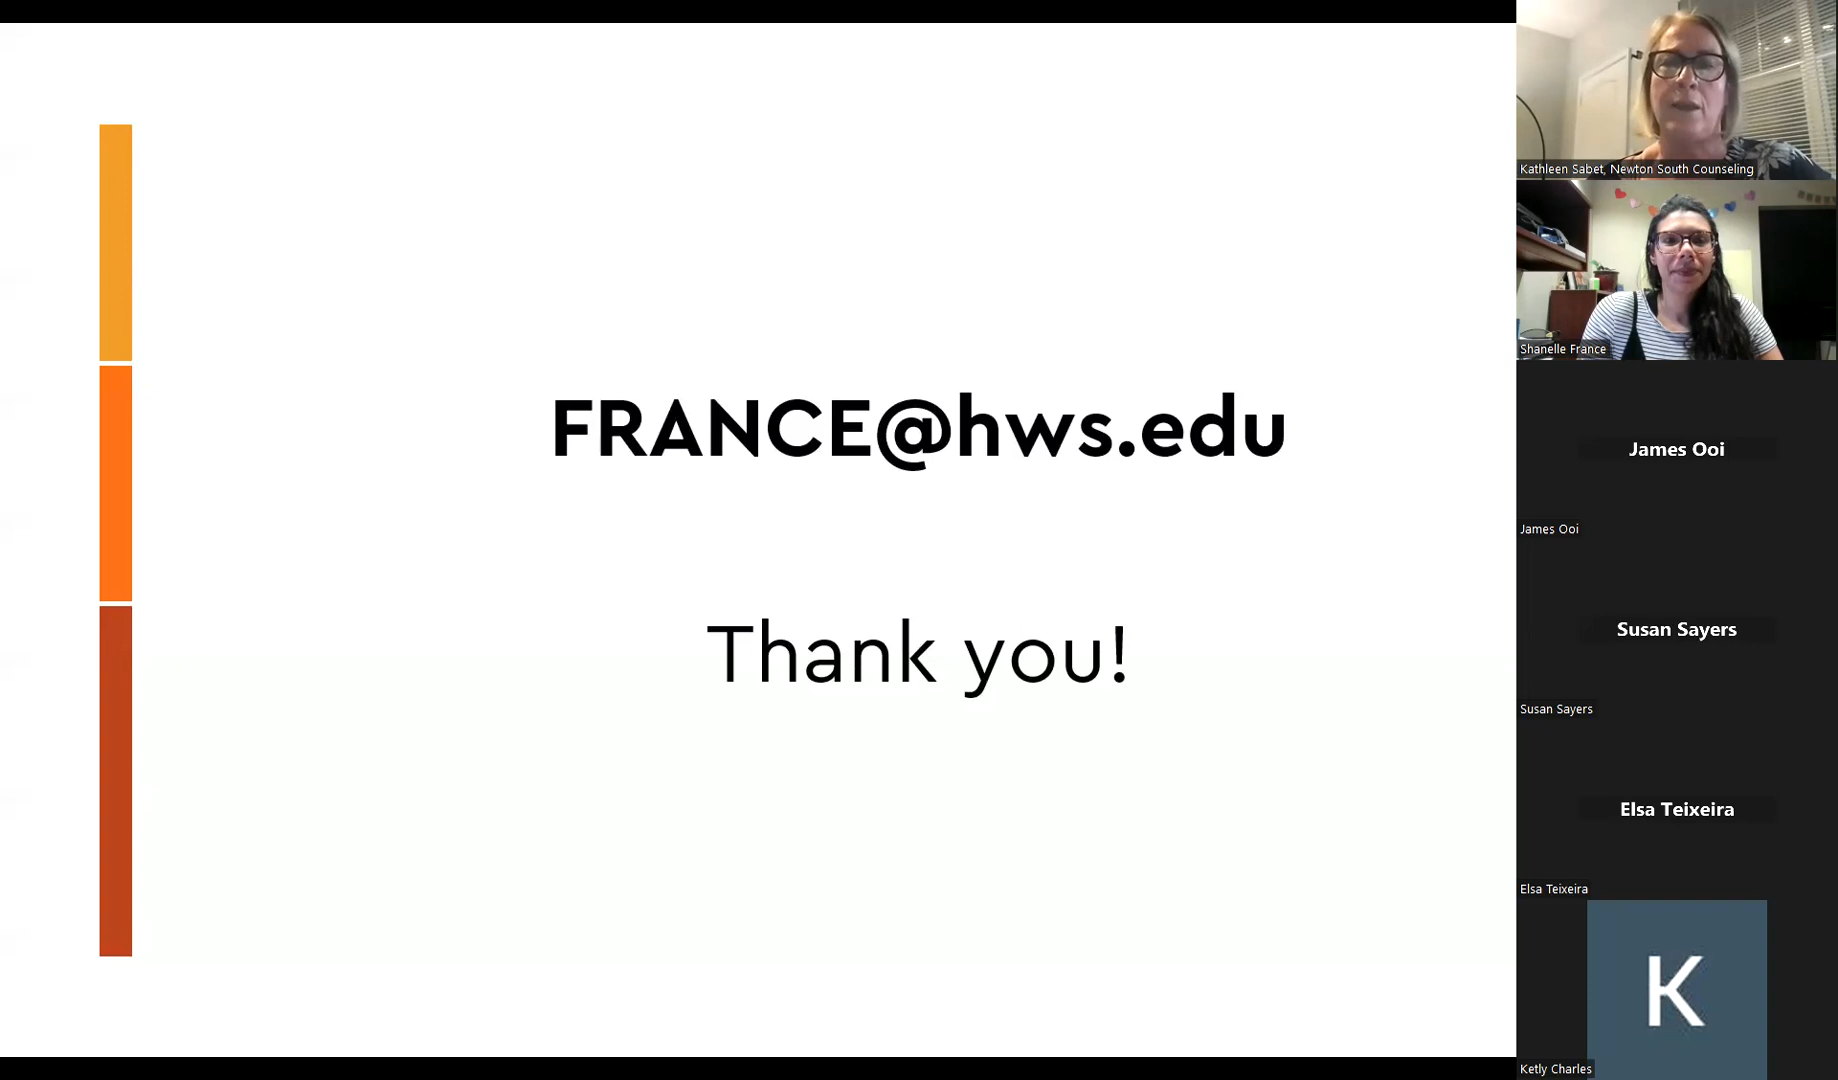 FRANCE@hws.edu
Thank you!
Kathleen Sabet, Newton South Counseling
Shanelle France
James Ooi
James Ooi
Susan Sayers
Susan Sayers
Elsa Teixeira
Elsa Teixeira
K
Ketly Charles